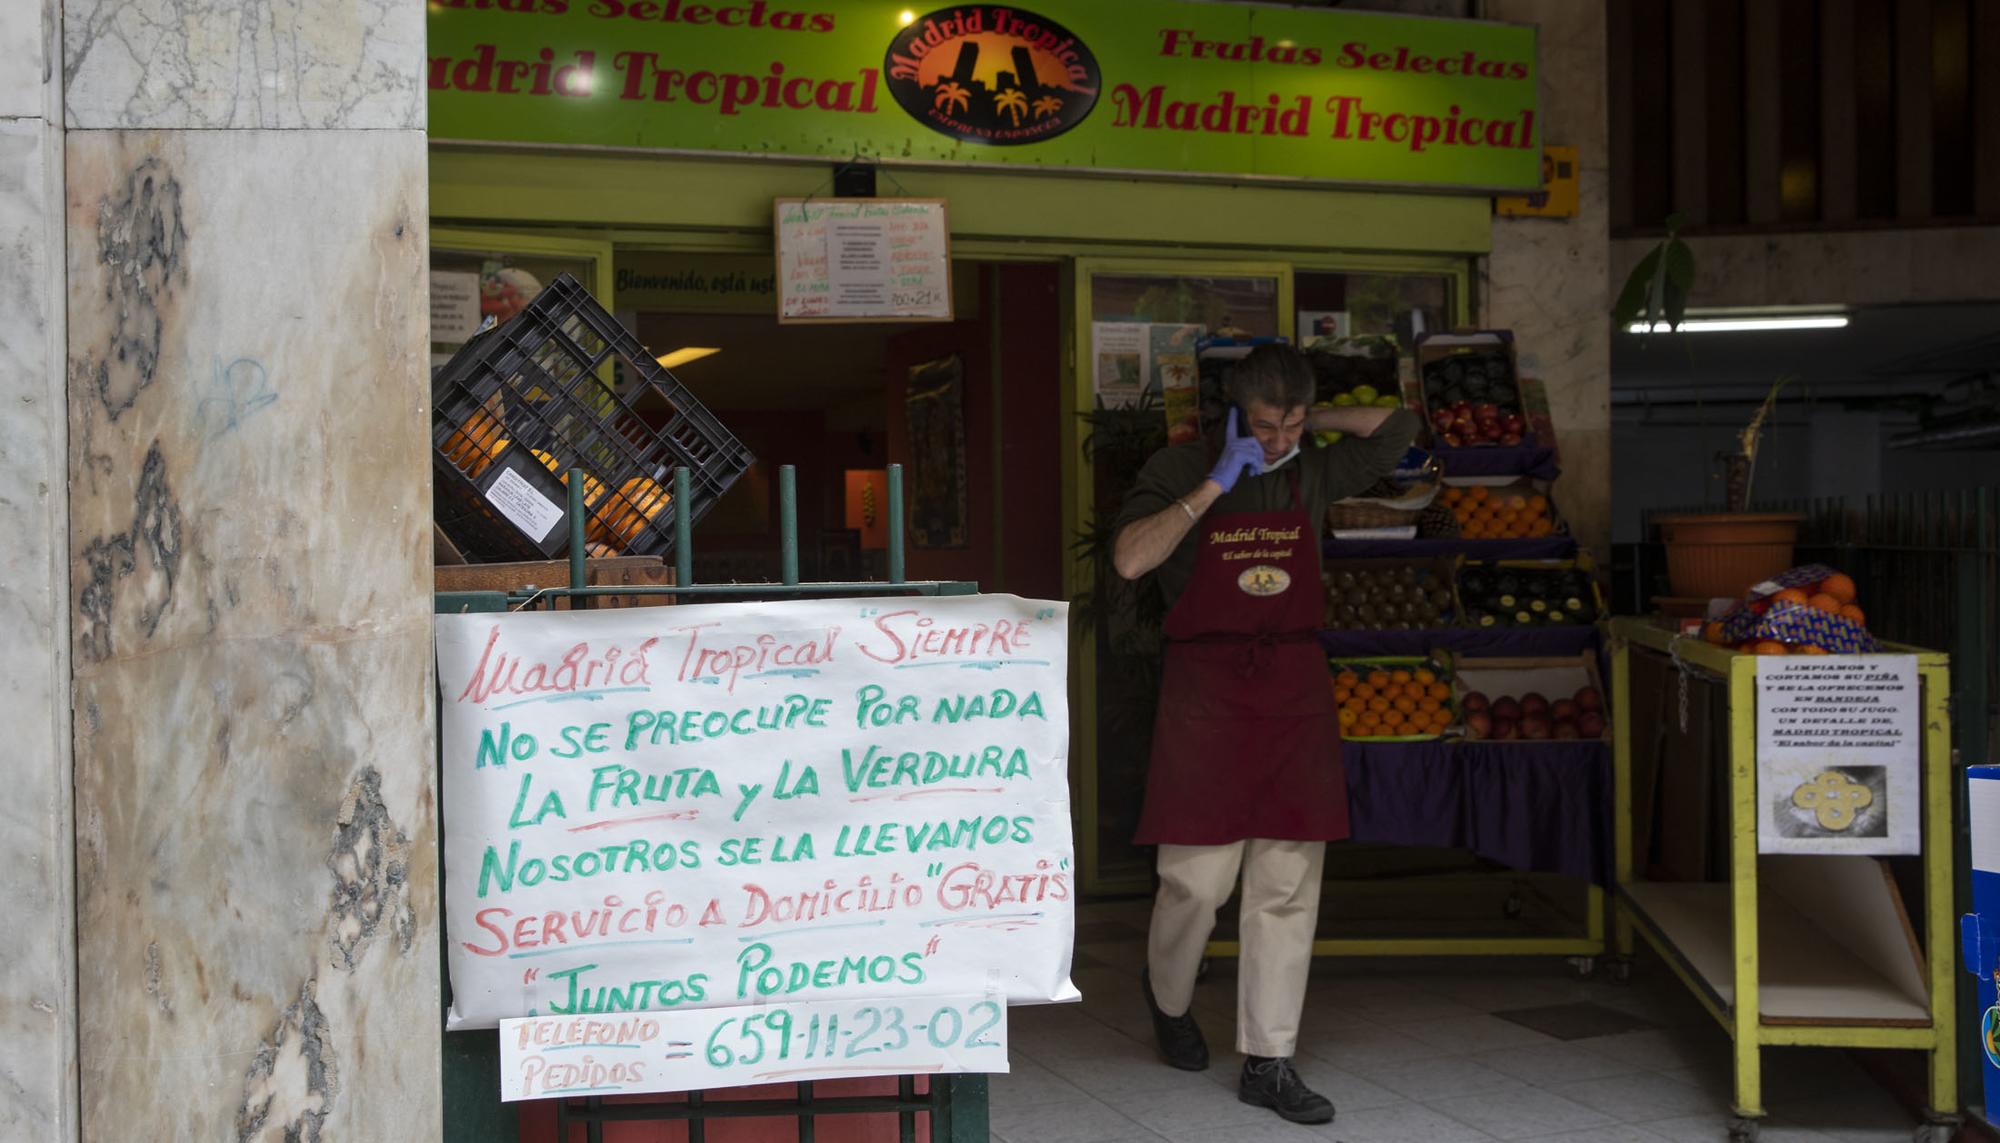 Frutas Selectas
Madrid Tropical
Madrid Tropical
EMPRESA ESPAÑOLA
Frutas Selectas
Madrid Tropical
Bienvenido, está
Madrid Tropical
El sabor de la capital
Madrid Tropical "SIEMPRE"
NO SE PREOCUPE POR NADA
LA FRUTA Y LA VERDURA
NOSOTROS SE LA LLEVAMOS
SERVICIO A DOMICILIO "GRATIS"
"JUNTOS PODEMOS"
TELÉFONO
PEDIDOS = 659-11-23-02
LIMPIAMOS Y
CORTAMOS SU PIÑA
Y SE LA OFRECEMOS
EN BANDEJA
CON TODO SU JUGO.
UN DETALLE DE,
MADRID TROPICAL
"El sabor de la capital"